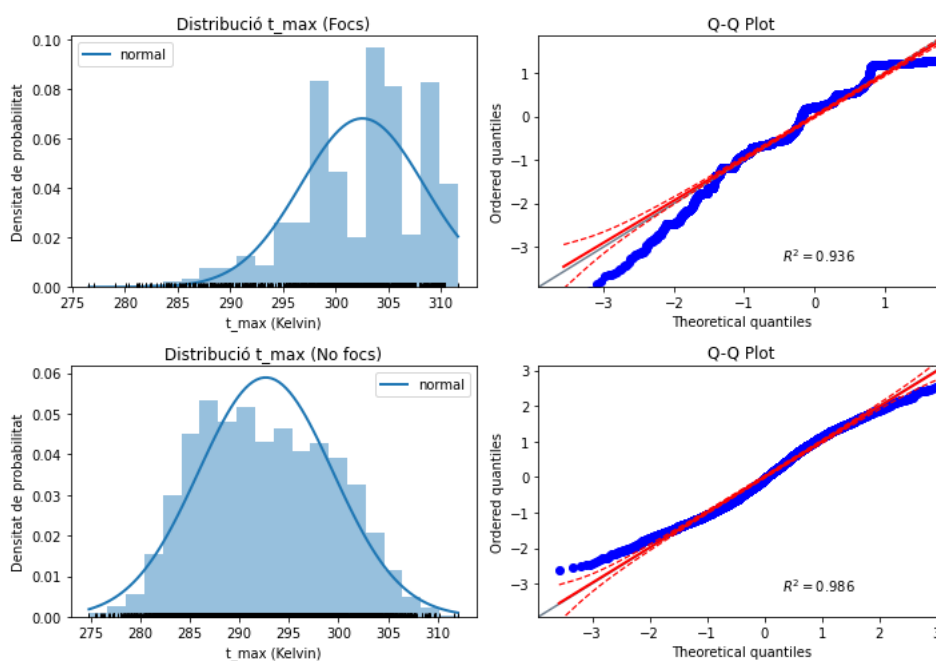 Distribució t_max (Focs)
normal
Densitat de probabilitat
0.10
0.08
0.06
0.04
0.02
0.00
275 280 285 290 295 300 305 310
t_max (Kelvin)
Q-Q Plot
Ordered quantiles
1
0
−1
−2
−3
R² = 0.936
−3 −2 −1 0 1
Theoretical quantiles
Distribució t_max (No focs)
normal
Densitat de probabilitat
0.06
0.05
0.04
0.03
0.02
0.01
0.00
275 280 285 290 295 300 305 310
t_max (Kelvin)
Q-Q Plot
Ordered quantiles
3
2
1
0
−1
−2
−3
R² = 0.986
−3 −2 −1 0 1 2 3
Theoretical quantiles